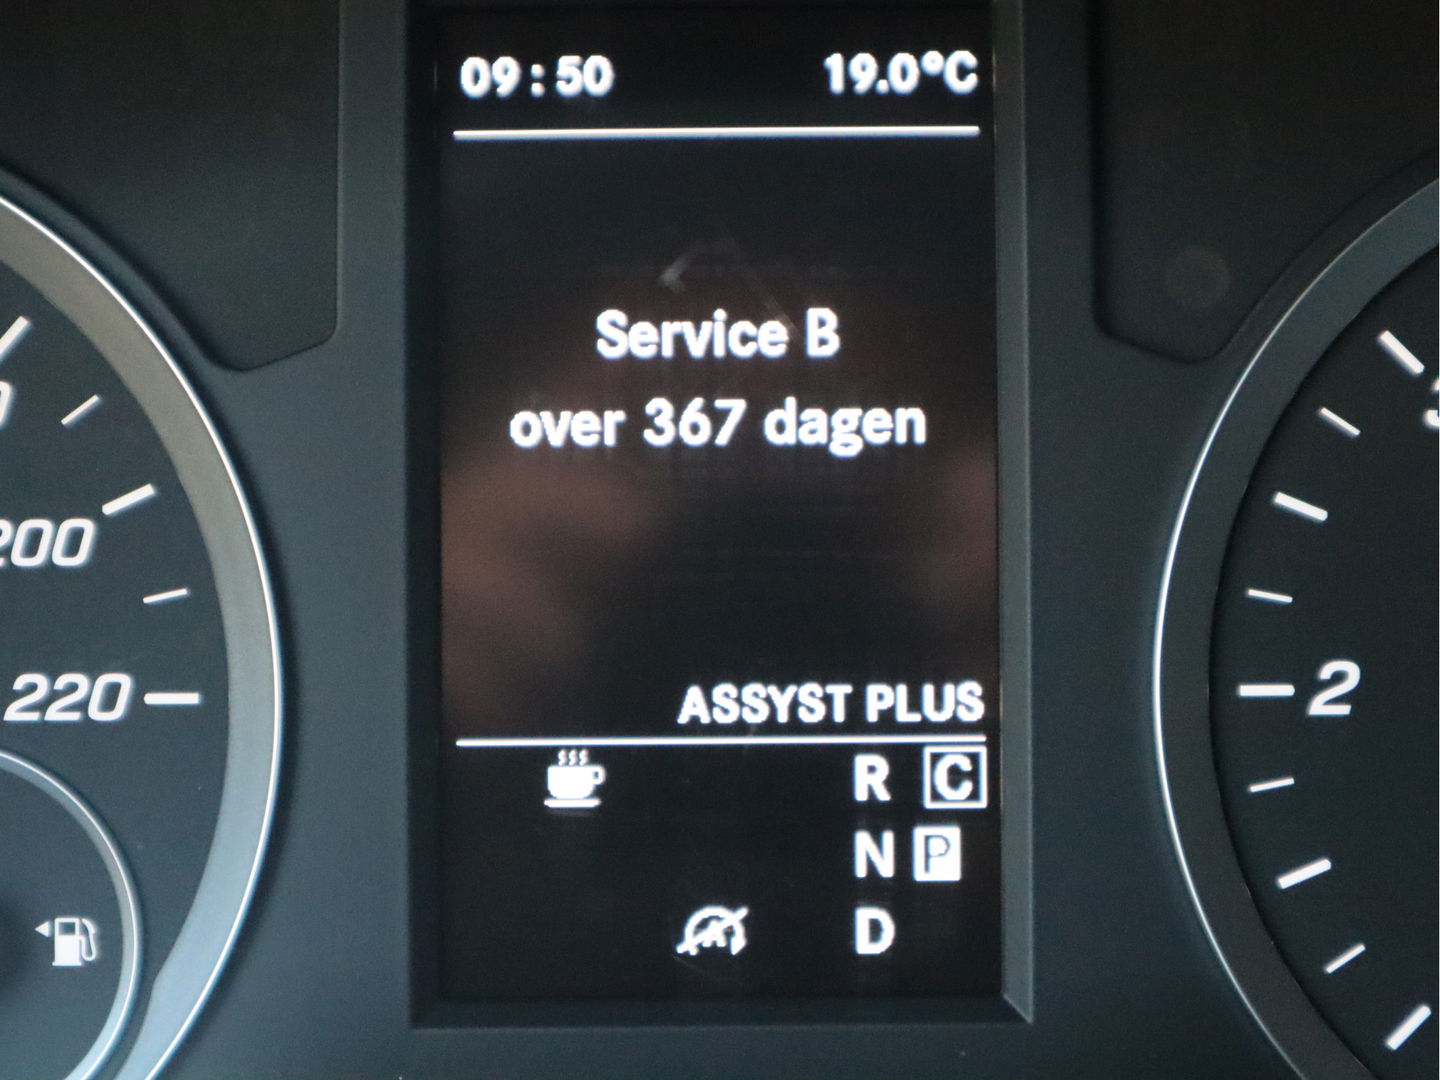 09:50 19.0°C
Service B
over 367 dagen
ASSYST PLUS
R C
N P
D
200
220
2